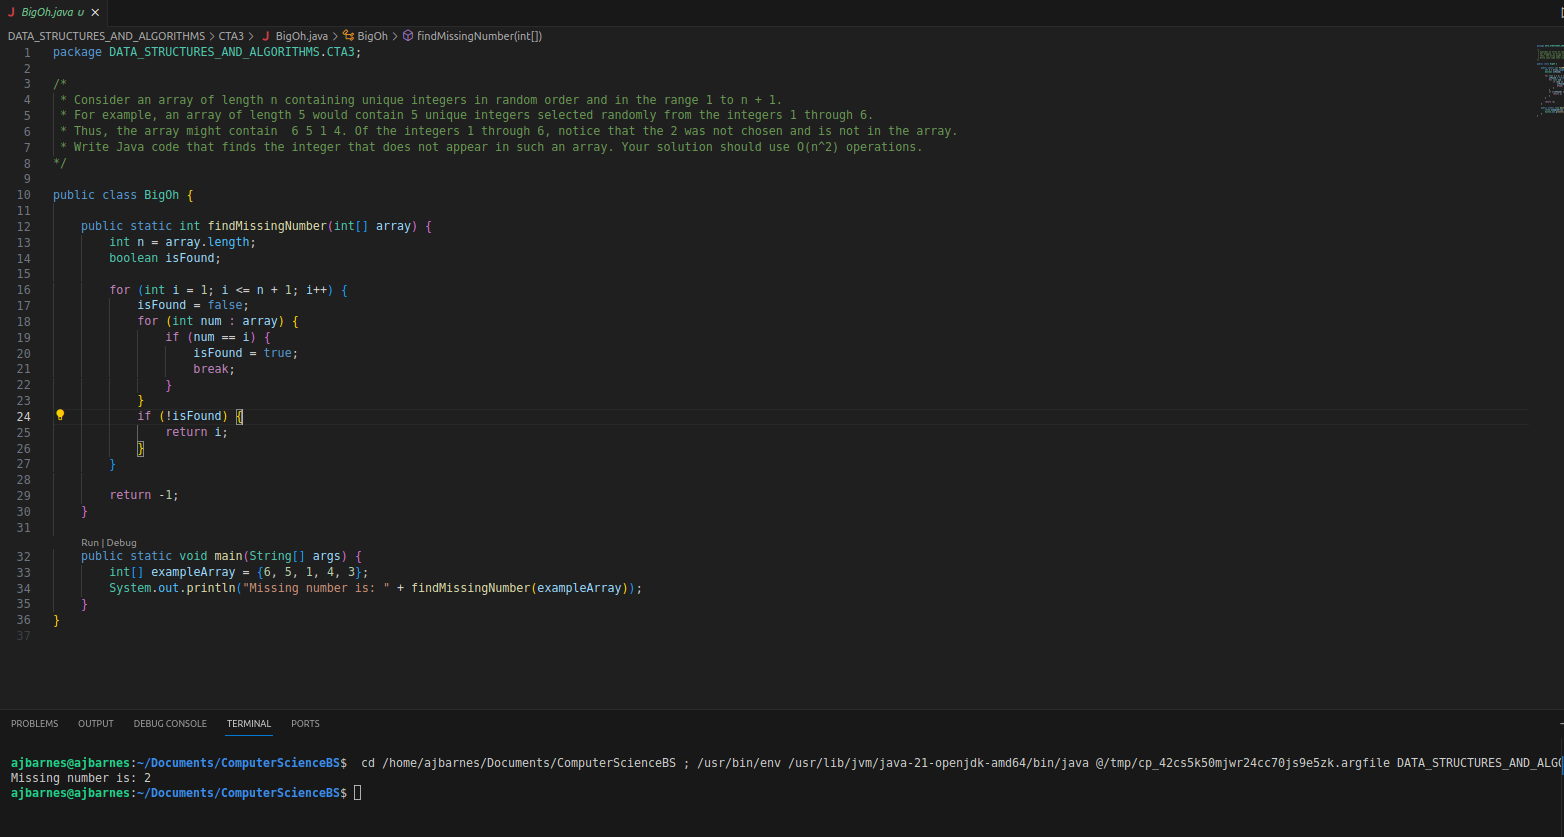 J BigOh.java U ×
DATA_STRUCTURES_AND_ALGORITHMS > CTA3 > J BigOh.java > BigOh > findMissingNumber(int[])
1 package DATA_STRUCTURES_AND_ALGORITHMS.CTA3;
2
3 /*
4  * Consider an array of length n containing unique integers in random order and in the range 1 to n + 1.
5  * For example, an array of length 5 would contain 5 unique integers selected randomly from the integers 1 through 6.
6  * Thus, the array might contain  6 5 1 4. Of the integers 1 through 6, notice that the 2 was not chosen and is not in the array.
7  * Write Java code that finds the integer that does not appear in such an array. Your solution should use O(n^2) operations.
8 */
9
10 public class BigOh {
11
12     public static int findMissingNumber(int[] array) {
13         int n = array.length;
14         boolean isFound;
15
16         for (int i = 1; i <= n + 1; i++) {
17             isFound = false;
18             for (int num : array) {
19                 if (num == i) {
20                     isFound = true;
21                     break;
22                 }
23             }
24             if (!isFound) {
25                 return i;
26             }
27         }
28
29         return -1;
30     }
31
Run | Debug
32     public static void main(String[] args) {
33         int[] exampleArray = {6, 5, 1, 4, 3};
34         System.out.println("Missing number is: " + findMissingNumber(exampleArray));
35     }
36 }
37
PROBLEMS OUTPUT DEBUG CONSOLE TERMINAL PORTS
ajbarnes@ajbarnes:~/Documents/ComputerScienceBS$  cd /home/ajbarnes/Documents/ComputerScienceBS ; /usr/bin/env /usr/lib/jvm/java-21-openjdk-amd64/bin/java @/tmp/cp_42cs5k50mjwr24cc70js9e5zk.argfile DATA_STRUCTURES_AND_ALGO
Missing number is: 2
ajbarnes@ajbarnes:~/Documents/ComputerScienceBS$